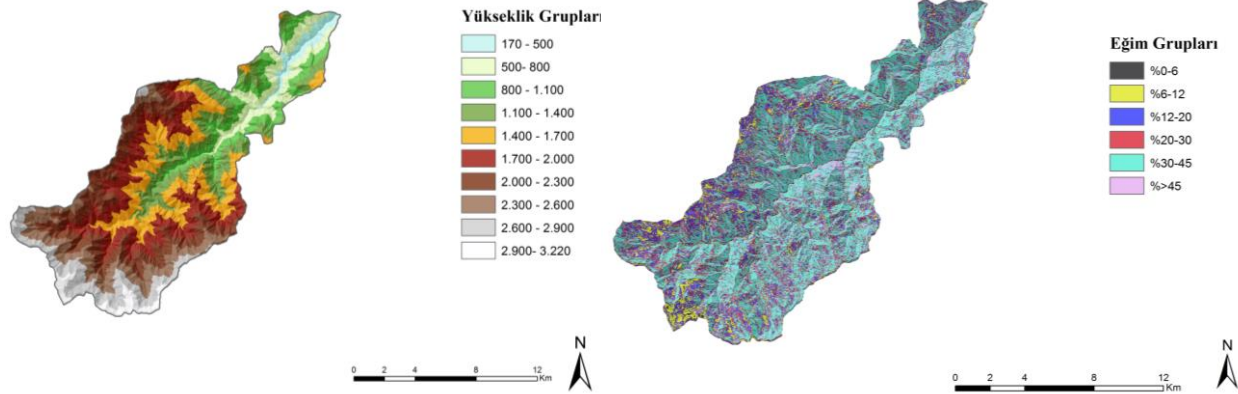 Yükseklik Grupları
170 - 500
500- 800
800 - 1.100
1.100 - 1.400
1.400 - 1.700
1.700 - 2.000
2.000 - 2.300
2.300 - 2.600
2.600 - 2.900
2.900- 3.220
N
0 2 4 8 12
Km
Eğim Grupları
%0-6
%6-12
%12-20
%20-30
%30-45
%>45
N
0 2 4 8 12
Km